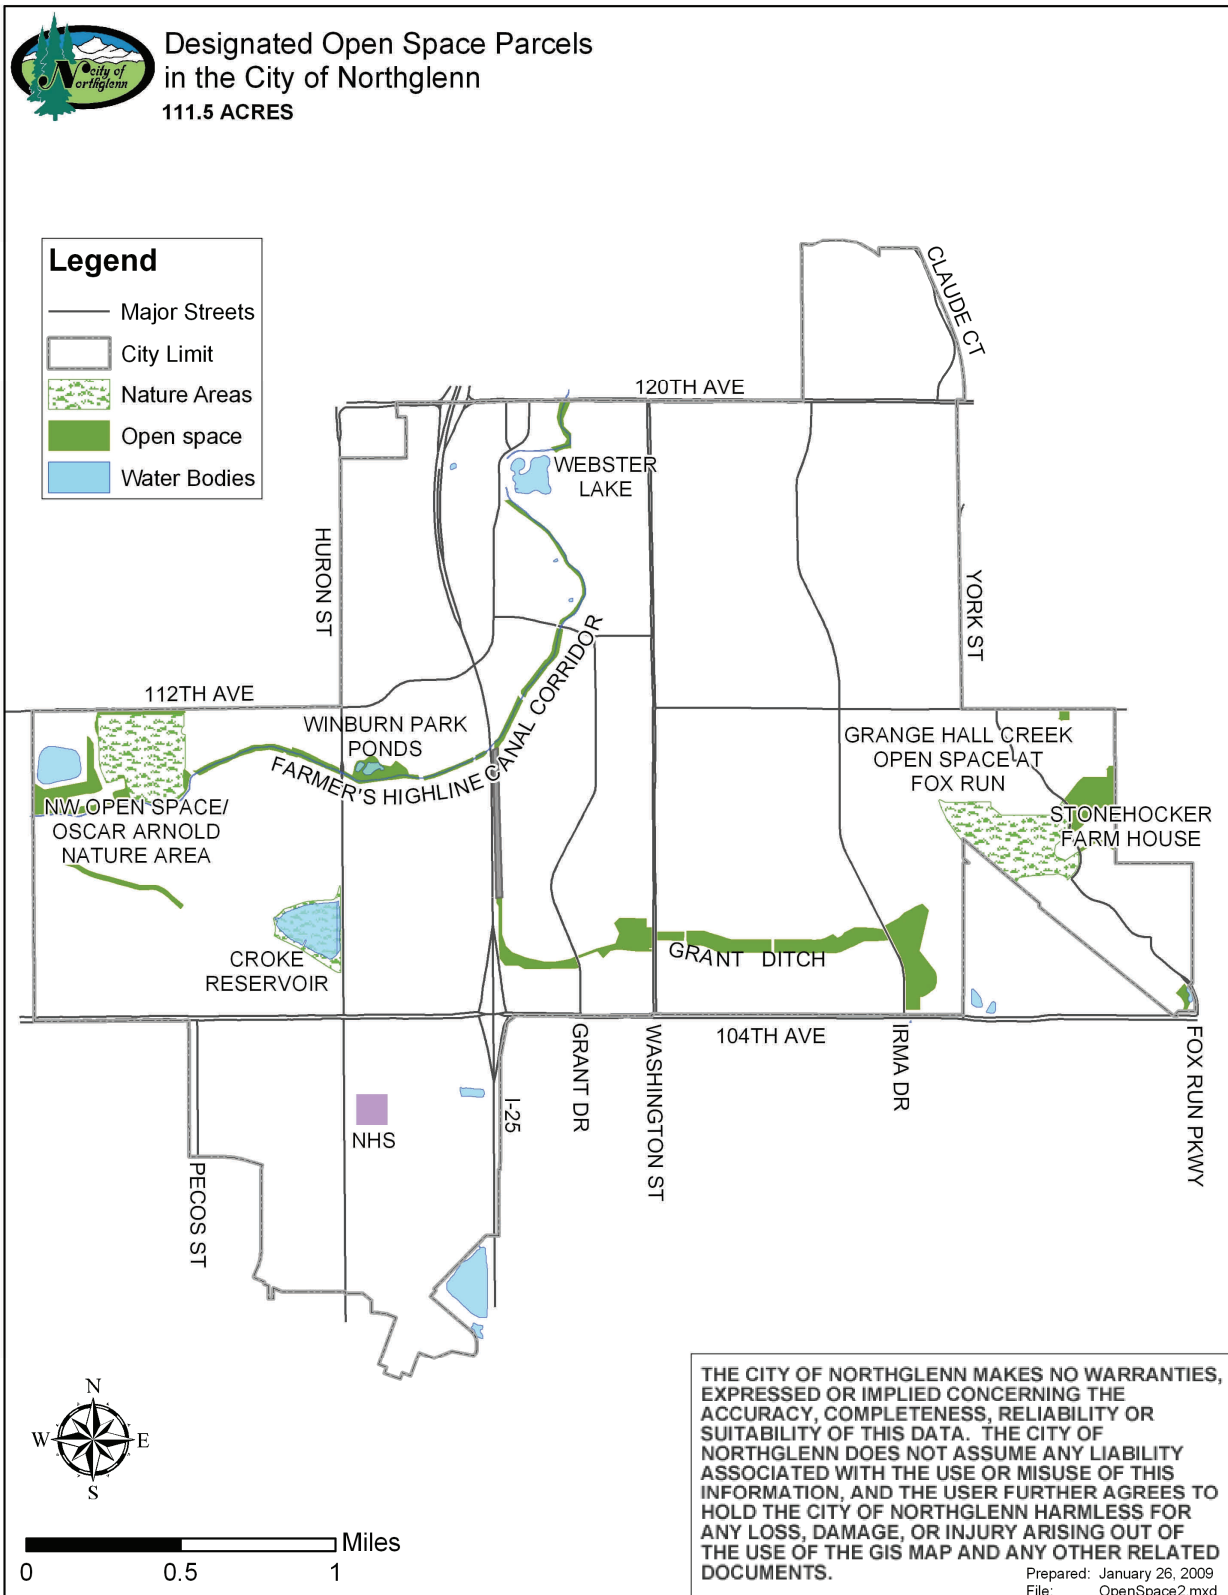 City of
Northglenn
Designated Open Space Parcels
in the City of Northglenn
111.5 ACRES
Legend
Major Streets
City Limit
Nature Areas
Open space
Water Bodies
CLAUDE CT
120TH AVE
WEBSTER
LAKE
HURON ST
YORK ST
112TH AVE
WINBURN PARK
PONDS
FARMER'S HIGHLINE CANAL CORRIDOR
GRANGE HALL CREEK
OPEN SPACE AT
FOX RUN
STONEHOCKER
FARM HOUSE
NW OPEN SPACE/
OSCAR ARNOLD
NATURE AREA
CROKE
RESERVOIR
GRANT DITCH
104TH AVE
GRANT DR
WASHINGTON ST
IRMA DR
FOX RUN PKWY
I-25
NHS
PECOS ST
N
W
E
S
Miles
0 0.5 1
THE CITY OF NORTHGLENN MAKES NO WARRANTIES,
EXPRESSED OR IMPLIED CONCERNING THE
ACCURACY, COMPLETENESS, RELIABILITY OR
SUITABILITY OF THIS DATA. THE CITY OF
NORTHGLENN DOES NOT ASSUME ANY LIABILITY
ASSOCIATED WITH THE USE OR MISUSE OF THIS
INFORMATION, AND THE USER FURTHER AGREES TO
HOLD THE CITY OF NORTHGLENN HARMLESS FOR
ANY LOSS, DAMAGE, OR INJURY ARISING OUT OF
THE USE OF THE GIS MAP AND ANY OTHER RELATED
DOCUMENTS.
Prepared: January 26, 2009
File: OpenSpace2.mxd